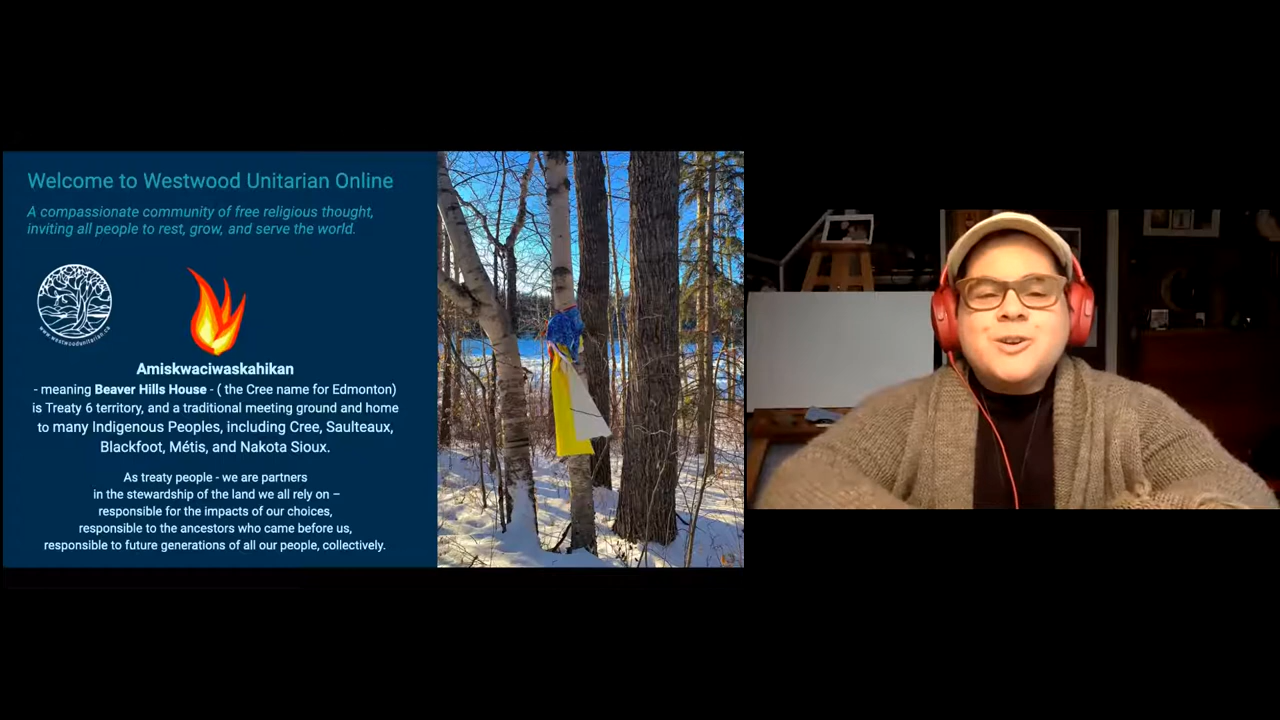 Welcome to Westwood Unitarian Online
A compassionate community of free religious thought,
inviting all people to rest, grow, and serve the world.
www.westwoodunitarian.ca
Amiskwaciwaskahikan
- meaning Beaver Hills House - ( the Cree name for Edmonton)
is Treaty 6 territory, and a traditional meeting ground and home
to many Indigenous Peoples, including Cree, Saulteaux,
Blackfoot, Métis, and Nakota Sioux.
As treaty people - we are partners
in the stewardship of the land we all rely on –
responsible for the impacts of our choices,
responsible to the ancestors who came before us,
responsible to future generations of all our people, collectively.